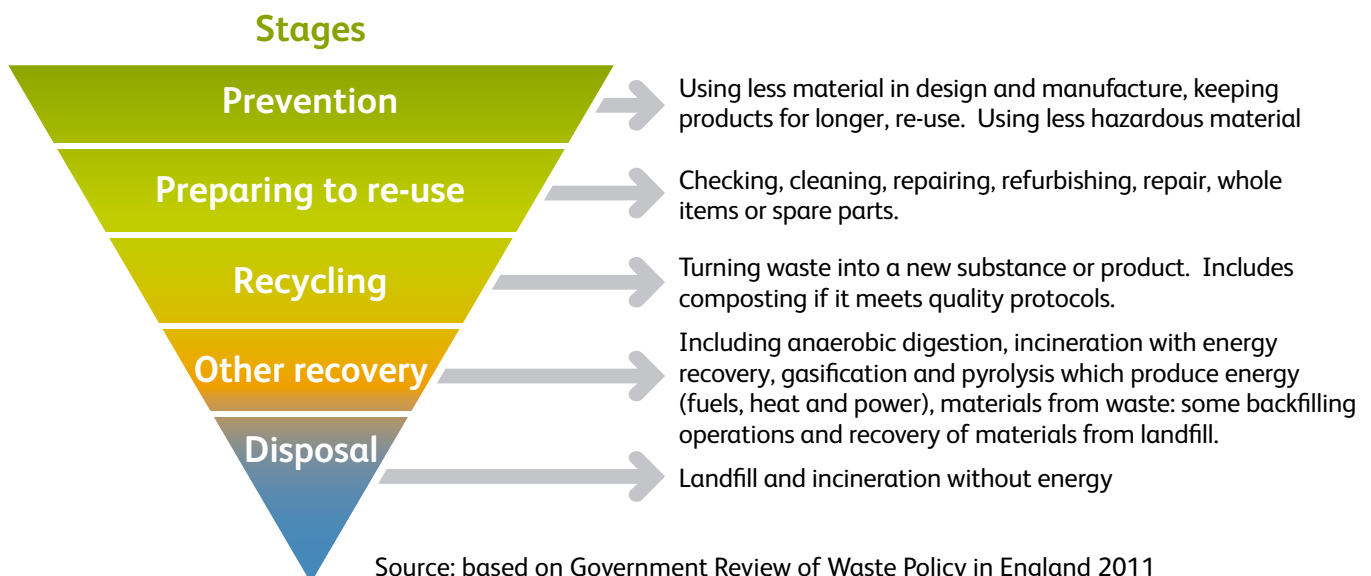 Stages
Prevention
Using less material in design and manufacture, keeping
products for longer, re-use.  Using less hazardous material
Preparing to re-use
Checking, cleaning, repairing, refurbishing, repair, whole
items or spare parts.
Recycling
Turning waste into a new substance or product.  Includes
composting if it meets quality protocols.
Other recovery
Including anaerobic digestion, incineration with energy
recovery, gasification and pyrolysis which produce energy
(fuels, heat and power), materials from waste: some backfilling
operations and recovery of materials from landfill.
Disposal
Landfill and incineration without energy
Source: based on Government Review of Waste Policy in England 2011